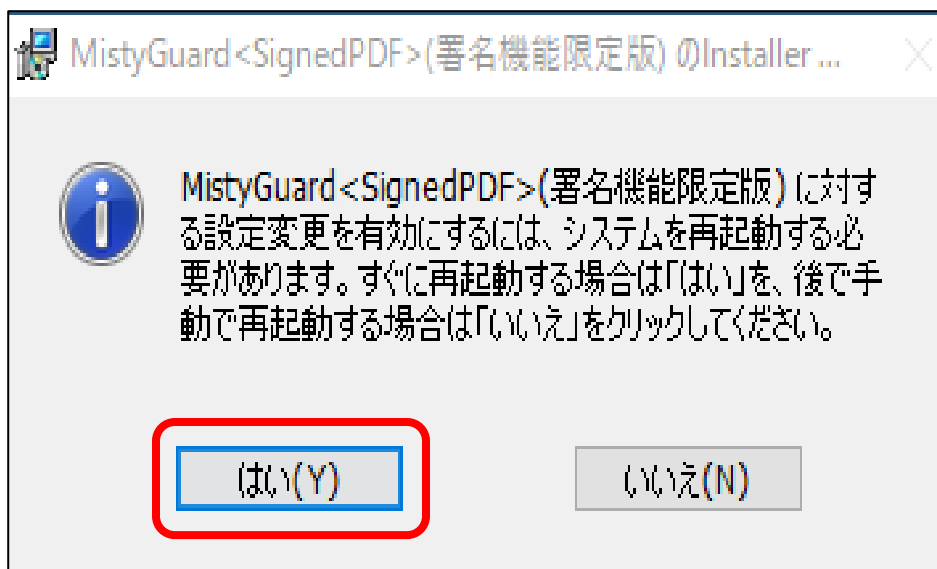 MistyGuard<SignedPDF>(署名機能限定版) のInstaller ...
MistyGuard<SignedPDF>(署名機能限定版) に対す
る設定変更を有効にするには、システムを再起動する必
要があります。すぐに再起動する場合は「はい」を、後で手
動で再起動する場合は「いいえ」をクリックしてください。
はい(Y)
いいえ(N)